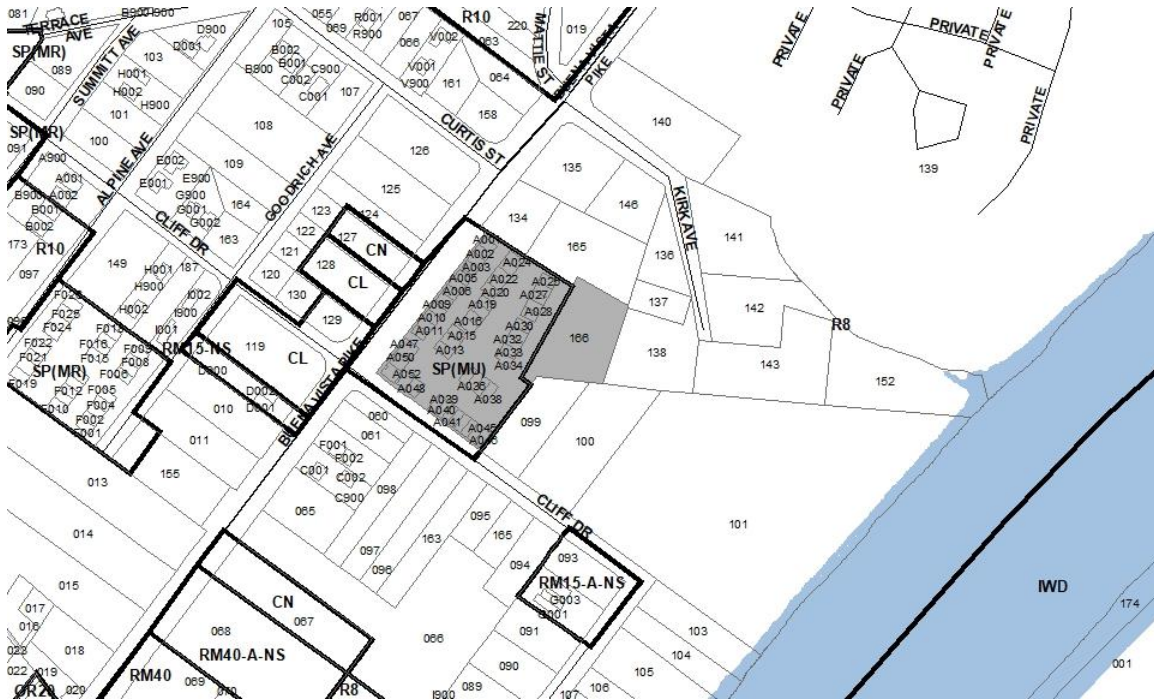 081
TERRACE AVE
B900
I900
SP(MR)
089
090
SUMMITT AVE
103
D001
D900
H001
H002
H900
101
100
105
055
069
R001
R900
067
066
V002
V001
V900
161
R10
063
064
158
220
MATTIE ST
019
BUENA VISTA PIKE
B002
B001
B900
C002
C900
C001
107
108
109
PRIVATE
PRIVATE
PRIVATE
PRIVATE
PRIVATE
139
140
SP(MR)
091
A900
A001
A002
B900
B001
B002
ALPINE AVE
E002
E001
E900
G900
G001
G002
164
163
GOODRICH AVE
CURTIS ST
126
125
124
135
146
134
165
KIRK AVE
136
137
141
142
143
152
138
R8
173
R10
097
149
CLIFF DR
H001
H900
187
I002
I900
H002
I001
123
122
121
120
127
CN
128
CL
130
129
119
CL
A001
A002
A003
A005
A006
A024
A022
A020
A019
A027
A028
A009
A010
A011
A016
A015
A013
A030
A032
A033
A034
A047
A050
A052
A048
SP(MU)
A036
A038
A039
A040
A041
A045
166
F025
F024
F022
F021
F019
F016
F015
F009
F008
F006
F005
F012
F010
F004
F002
F001
SP(MR)
RM15-NS
D900
D002
D001
010
011
155
BUENA VISTA PIKE
013
014
015
017
016
018
019
022
020
060
061
F001
F002
C001
C002
C900
065
098
097
096
163
095
165
094
099
100
101
CLIFF DR
093
RM15-A-NS
G003
G001
091
090
089
I900
107
106
105
104
103
066
CN
067
068
RM40-A-NS
069
RM40
R8
OR20
IWD
174
001